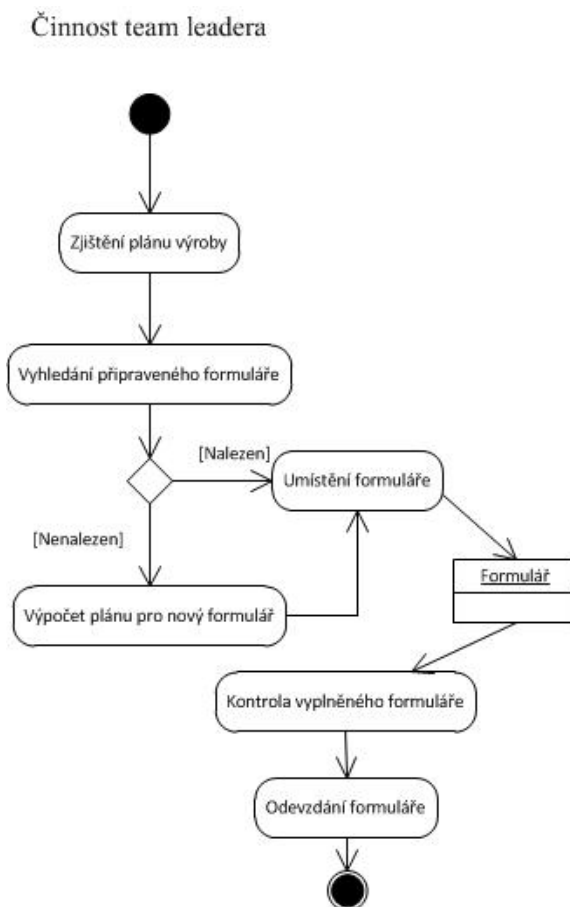 Činnost team leadera
Zjištění plánu výroby
Vyhledání připraveného formuláře
[Nalezen]
Umístění formuláře
[Nenalezen]
Formulář
Výpočet plánu pro nový formulář
Kontrola vyplněného formuláře
Odevzdání formuláře